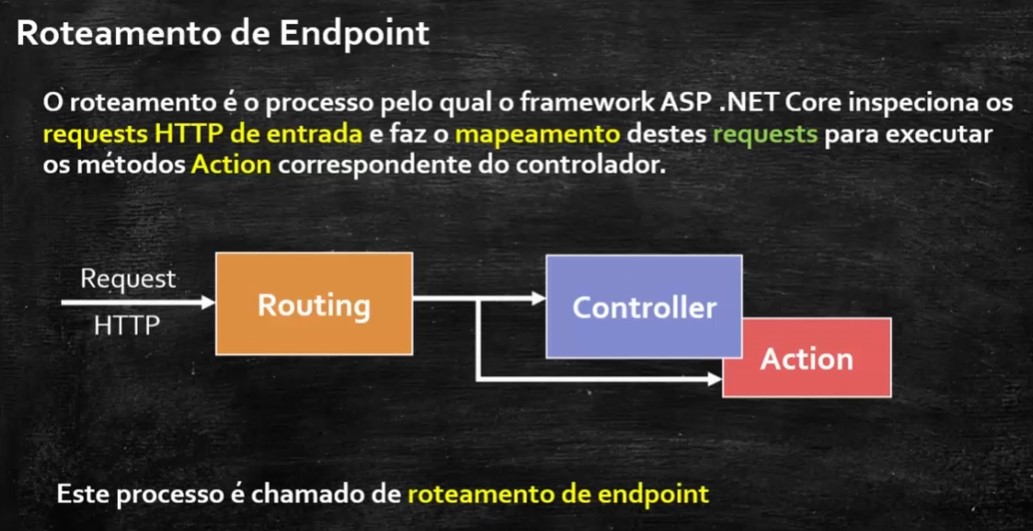 Roteamento de Endpoint
O roteamento é o processo pelo qual o framework ASP .NET Core inspeciona os
requests HTTP de entrada e faz o mapeamento destes requests para executar
os métodos Action correspondente do controlador.
Request
HTTP
Routing
Controller
Action
Este processo é chamado de roteamento de endpoint